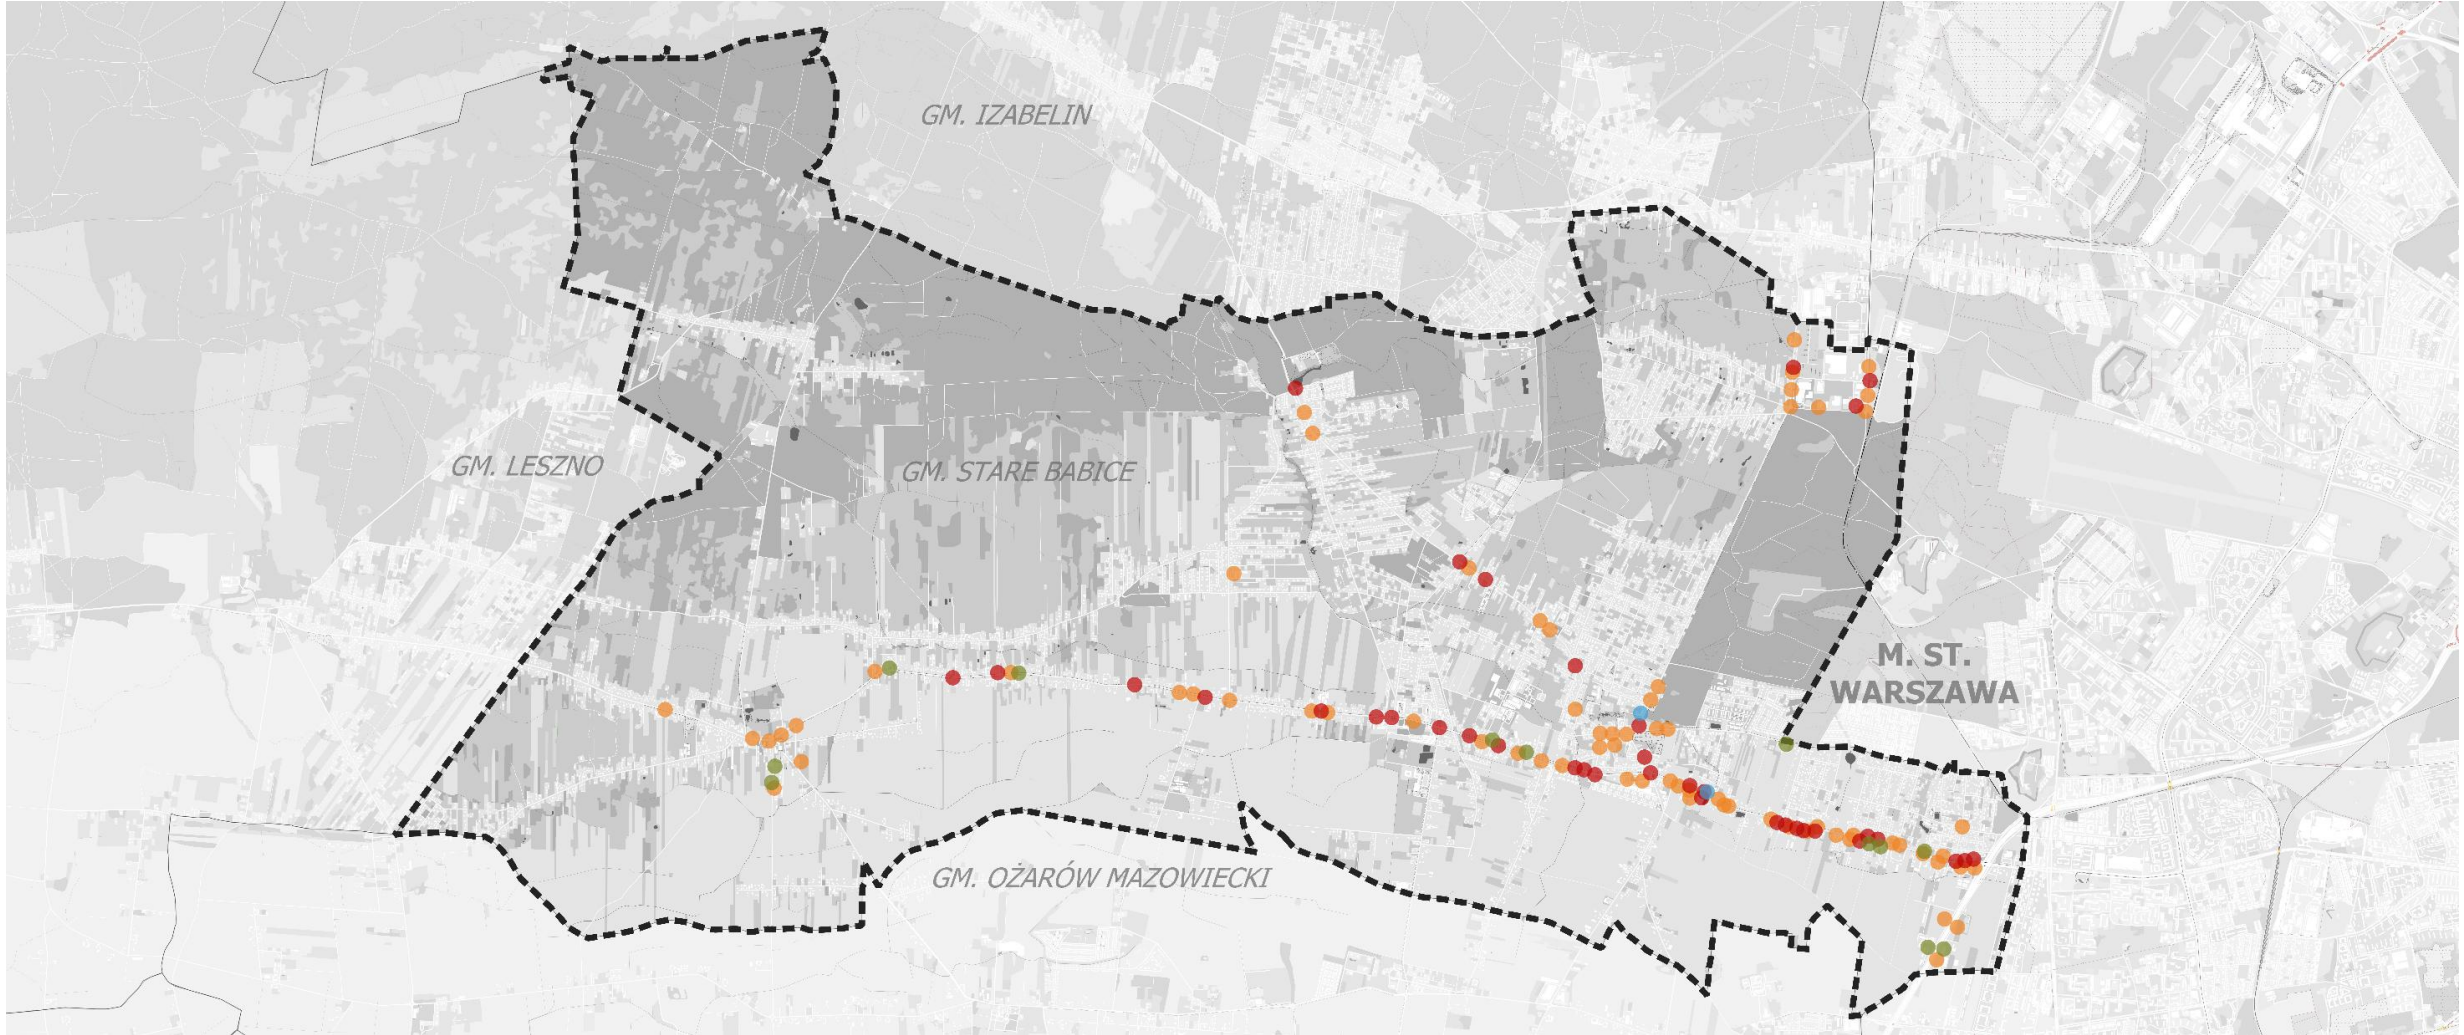 GM. IZABELIN
GM. LESZNO
GM. STARE BABICE
M. ST.
WARSZAWA
GM. OŻARÓW MAZOWIECKI